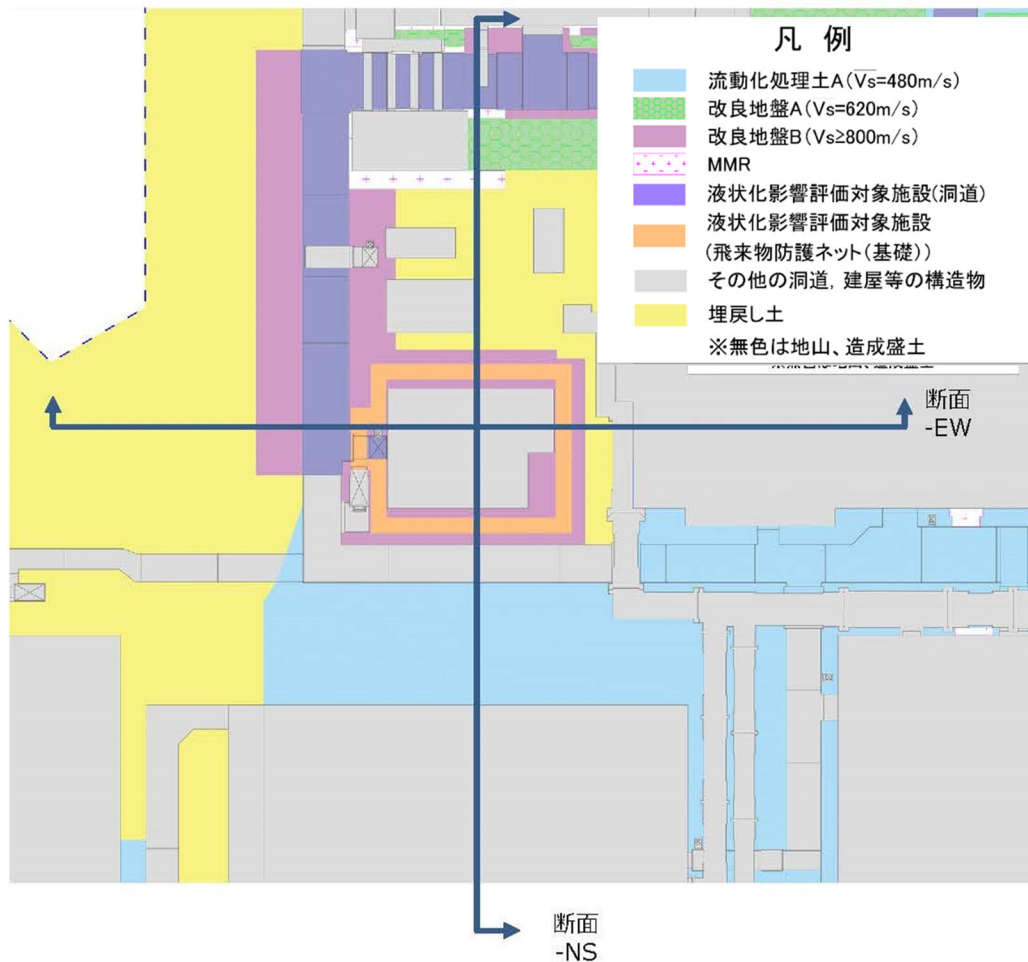 凡 例
流動化処理土A(Vs=480m/s)
改良地盤A(Vs=620m/s)
改良地盤B(Vs≥800m/s)
MMR
液状化影響評価対象施設(洞道)
液状化影響評価対象施設
(飛来物防護ネット(基礎))
その他の洞道, 建屋等の構造物
埋戻し土
※無色は地山、造成盛土
断面
-EW
断面
-NS